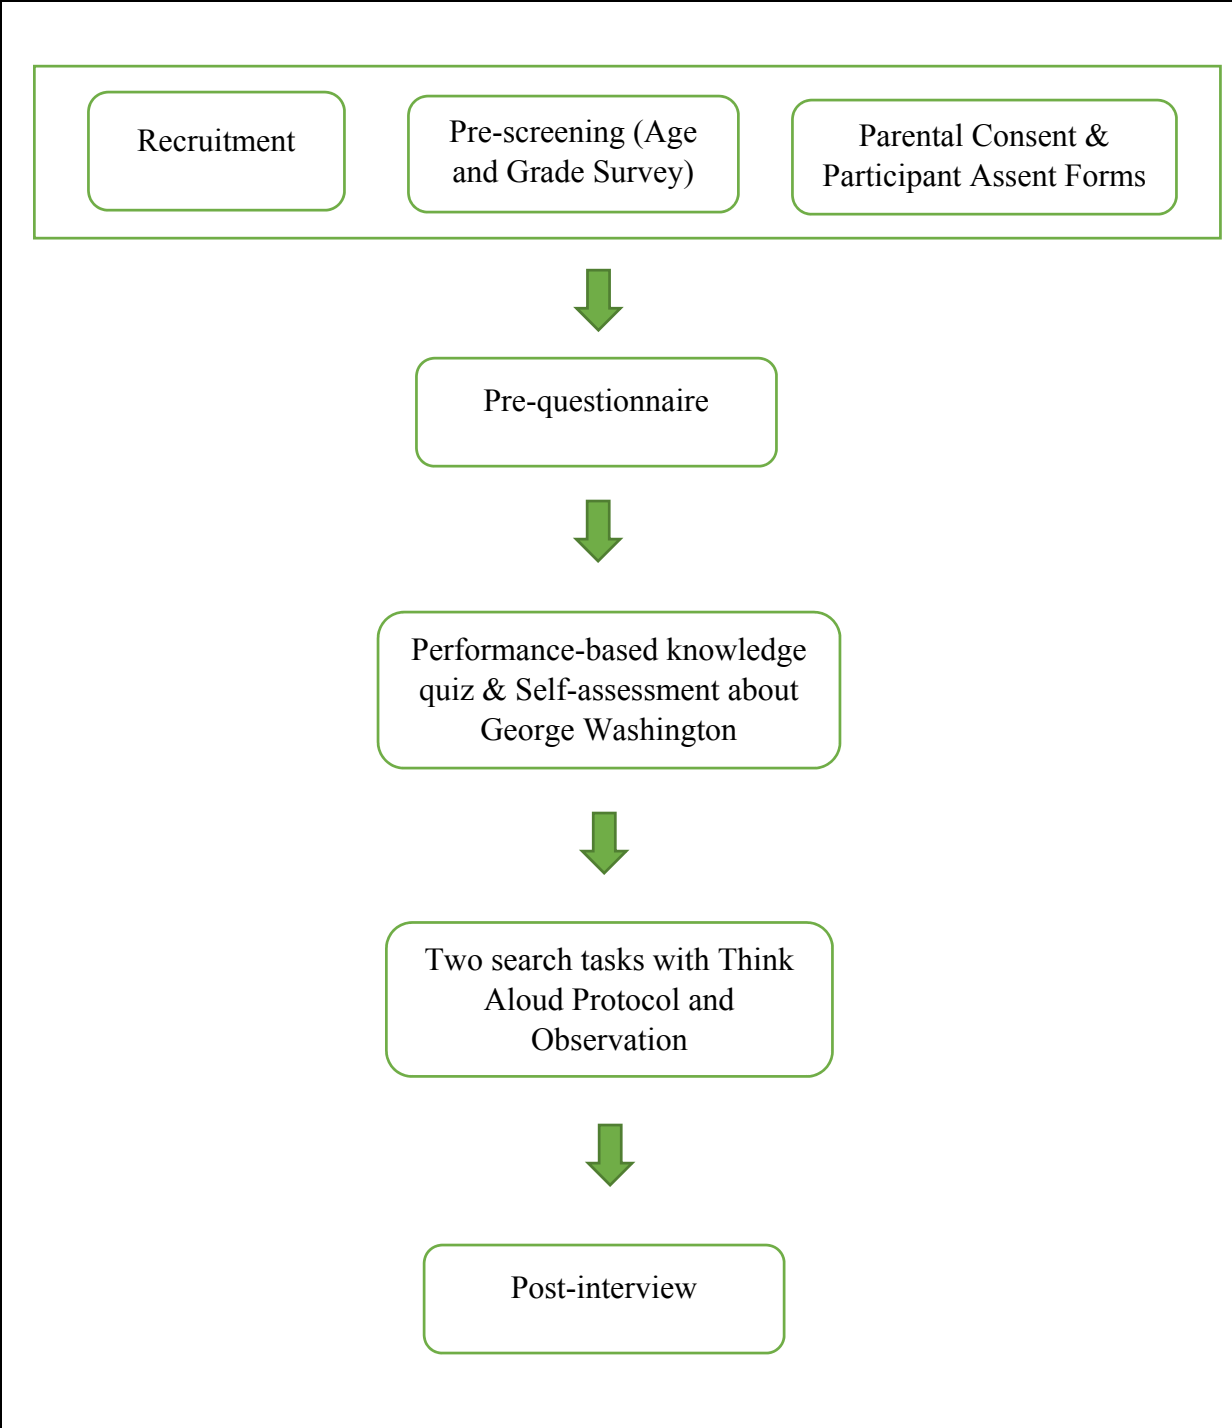 Recruitment
Pre-screening (Age
and Grade Survey)
Parental Consent &
Participant Assent Forms
Pre-questionnaire
Performance-based knowledge
quiz & Self-assessment about
George Washington
Two search tasks with Think
Aloud Protocol and
Observation
Post-interview